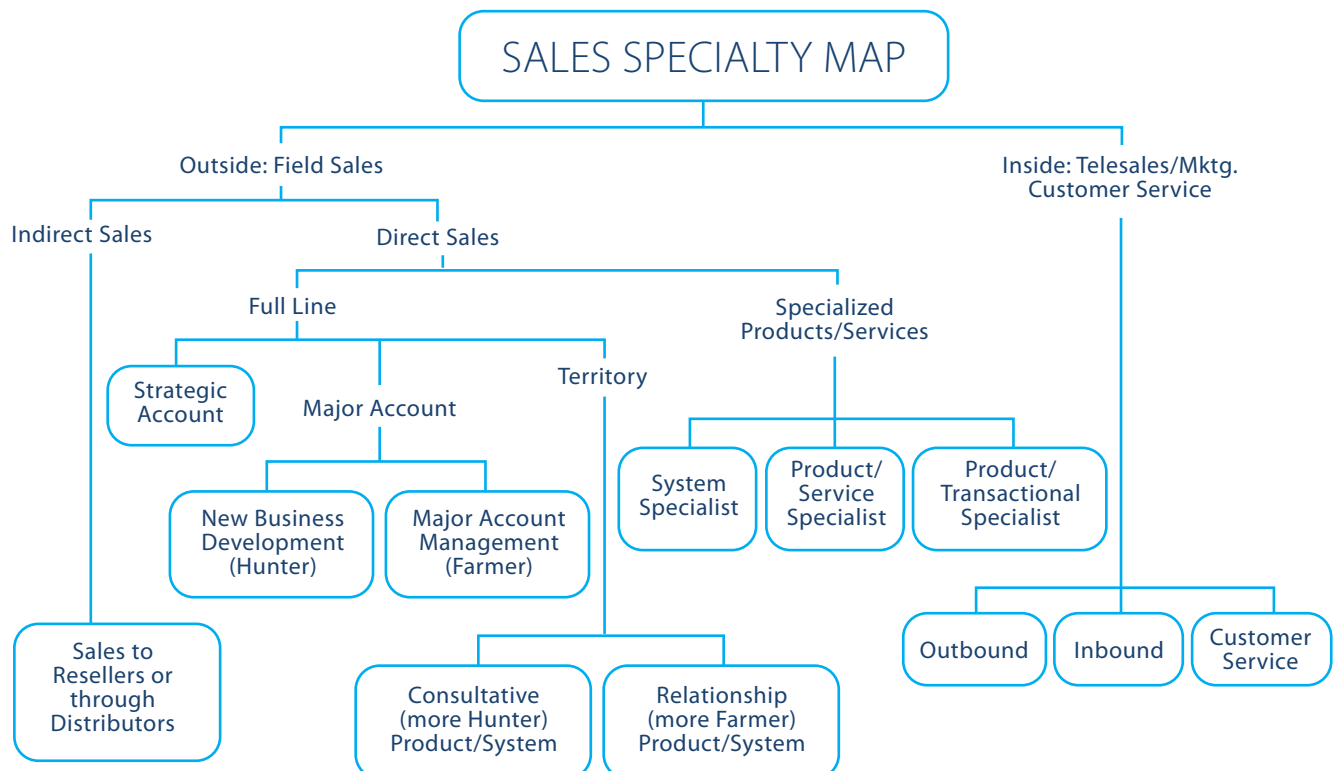 SALES SPECIALTY MAP
Outside: Field Sales
Inside: Telesales/Mktg.
Customer Service
Indirect Sales
Direct Sales
Full Line
Specialized
Products/Services
Strategic
Account
Major Account
Territory
New Business
Development
(Hunter)
Major Account
Management
(Farmer)
System
Specialist
Product/
Service
Specialist
Product/
Transactional
Specialist
Sales to
Resellers or
through
Distributors
Consultative
(more Hunter)
Product/System
Relationship
(more Farmer)
Product/System
Outbound
Inbound
Customer
Service